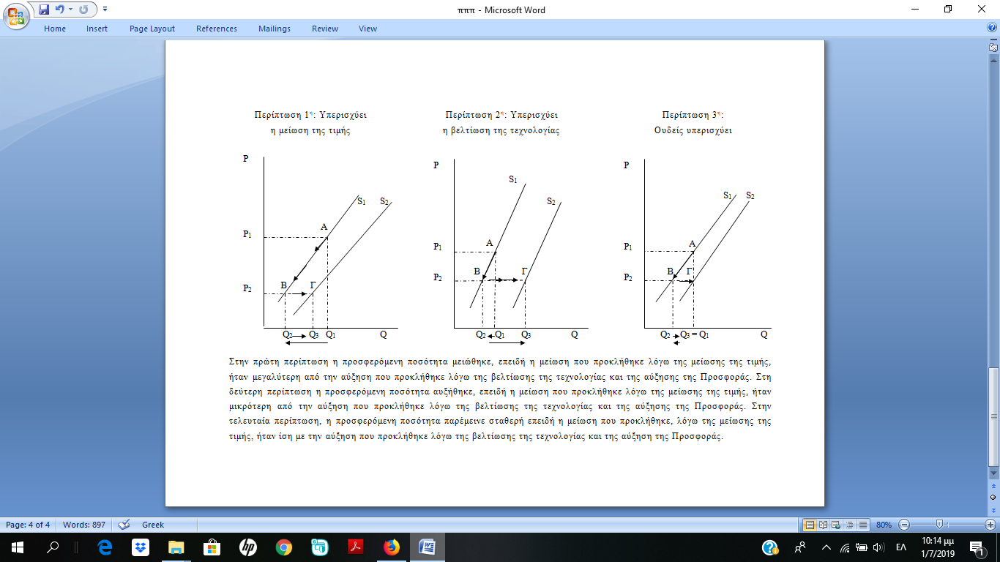 πππ - Microsoft Word
Home Insert Page Layout References Mailings Review View
Περίπτωση 1η: Υπερισχύει
η μείωση της τιμής
Περίπτωση 2η: Υπερισχύει
η βελτίωση της τεχνολογίας
Περίπτωση 3η:
Ουδείς υπερισχύει
P
S1 S2
A
P1
B Γ
P2
Q2 Q3 Q1 Q
P
S1
S2
P1 A
B Γ
P2
Q2 Q1 Q3 Q
P
S1 S2
P1 A
B Γ
P2
Q2 Q3 = Q1 Q
Στην πρώτη περίπτωση η προσφερόμενη ποσότητα μειώθηκε, επειδή η μείωση που προκλήθηκε λόγω της μείωσης της τιμής,
ήταν μεγαλύτερη από την αύξηση που προκλήθηκε λόγω της βελτίωσης της τεχνολογίας και της αύξησης της Προσφοράς. Στη
δεύτερη περίπτωση η προσφερόμενη ποσότητα αυξήθηκε, επειδή η μείωση που προκλήθηκε λόγω της μείωσης της τιμής, ήταν
μικρότερη από την αύξηση που προκλήθηκε λόγω της βελτίωσης της τεχνολογίας και της αύξησης της Προσφοράς. Στην
τελευταία περίπτωση, η προσφερόμενη ποσότητα παρέμεινε σταθερή επειδή η μείωση που προκλήθηκε, λόγω της μείωσης της
τιμής, ήταν ίση με την αύξηση που προκλήθηκε λόγω της βελτίωσης της τεχνολογίας και της αύξηση της Προσφοράς.
Page: 4 of 4 Words: 897 Greek 80%
ΕΛ 10:14 μμ
1/7/2019